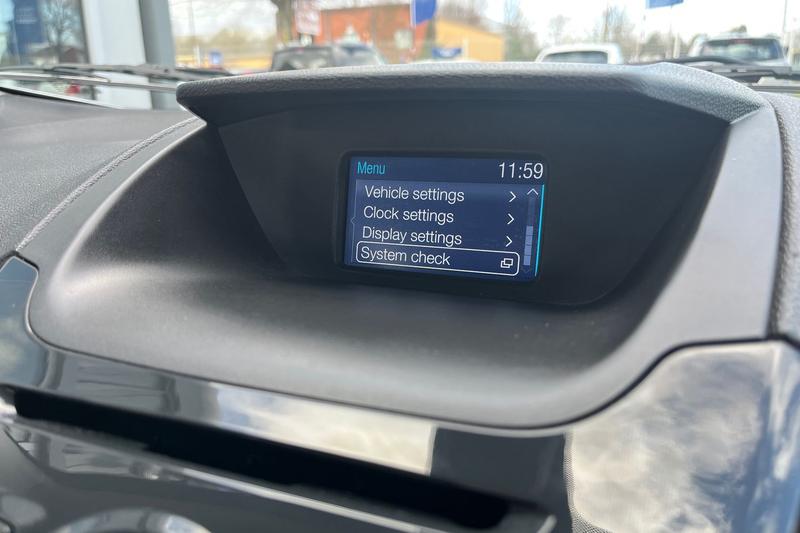 Menu 11:59
Vehicle settings
Clock settings
Display settings
System check